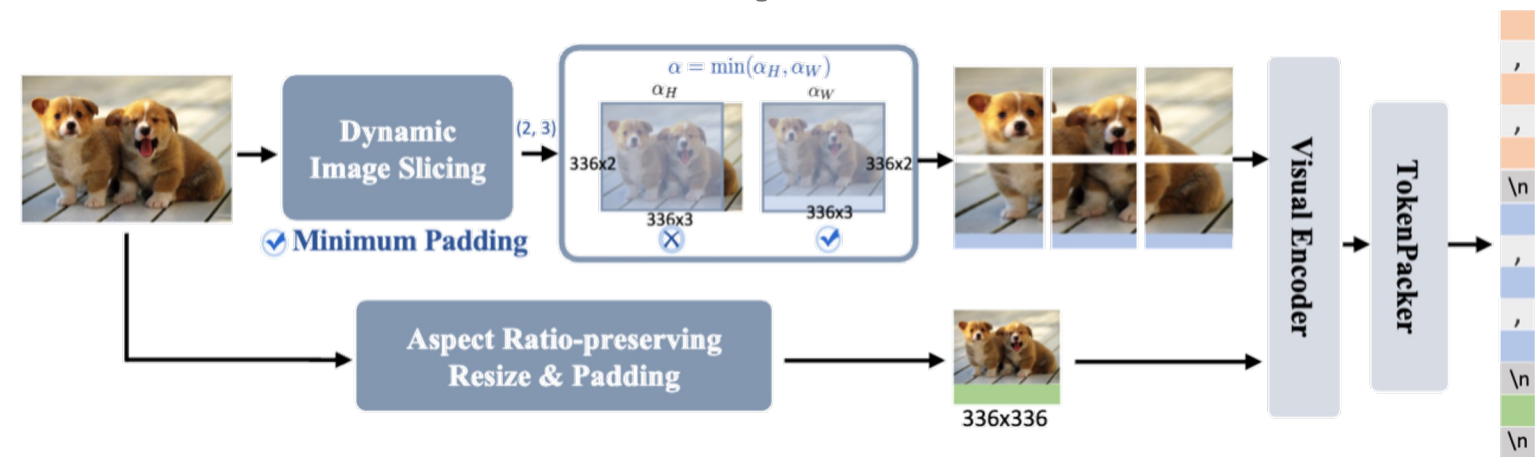 Dynamic
Image Slicing
Minimum Padding
(2, 3)
α = min(α_H, α_W)
α_H
α_W
336x2
336x2
336x3
336x3
Aspect Ratio-preserving
Resize & Padding
336x336
Visual Encoder
TokenPacker
,
,
\n
,
,
\n
\n